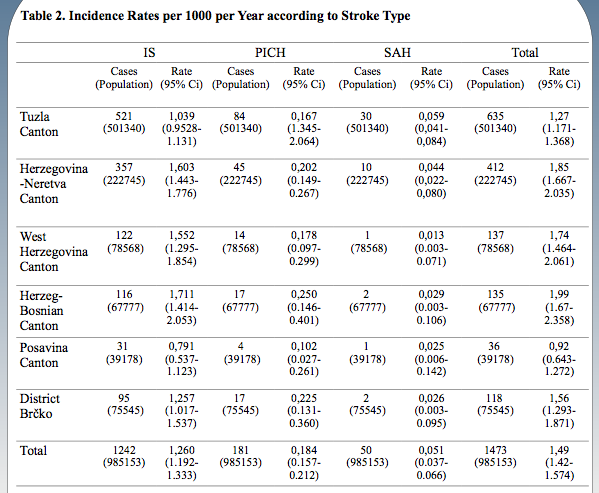 Table 2. Incidence Rates per 1000 per Year according to Stroke Type
IS PICH SAH Total
Cases Rate Cases Rate Cases Rate Cases Rate
(Population) (95% Ci) (Population) (95% Ci) (Population) (95% Ci) (Population) (95% Ci)
Tuzla 521 1,039 84 0,167 30 0,059 635 1,27
Canton (501340) (0.9528- (501340) (1.345- (501340) (0,041- (501340) (1.171-
1.131) 2.064) 0,084) 1.368)
Herzegovina 357 1,603 45 0,202 10 0,044 412 1,85
-Neretva (222745) (1.443- (222745) (0.149- (222745) (0,022- (222745) (1.667-
Canton 1.776) 0.267) 0,080) 2.035)
West 122 1,552 14 0,178 1 0,013 137 1,74
Herzegovina (78568) (1.295- (78568) (0.097- (78568) (0.003- (78568) (1.464-
Canton 1.854) 0.299) 0.071) 2.061)
Herzeg- 116 1,711 17 0,250 2 0,029 135 1,99
Bosnian (67777) (1.414- (67777) (0.146- (67777) (0.003- (67777) (1.67-
Canton 2.053) 0.401) 0.106) 2.358)
Posavina 31 0,791 4 0,102 1 0,025 36 0,92
Canton (39178) (0.537- (39178) (0.027- (39178) (0.006- (39178) (0.643-
1.123) 0.261) 0.142) 1.272)
District 95 1,257 17 0,225 2 0,026 118 1,56
Brčko (75545) (1.017- (75545) (0.131- (75545) (0.003- (75545) (1.293-
1.537) 0.360) 0.095) 1.871)
Total 1242 1,260 181 0,184 50 0,051 1473 1,49
(985153) (1.192- (985153) (0.157- (985153) (0.037- (985153) (1.42-
1.333) 0.212) 0.066) 1.574)